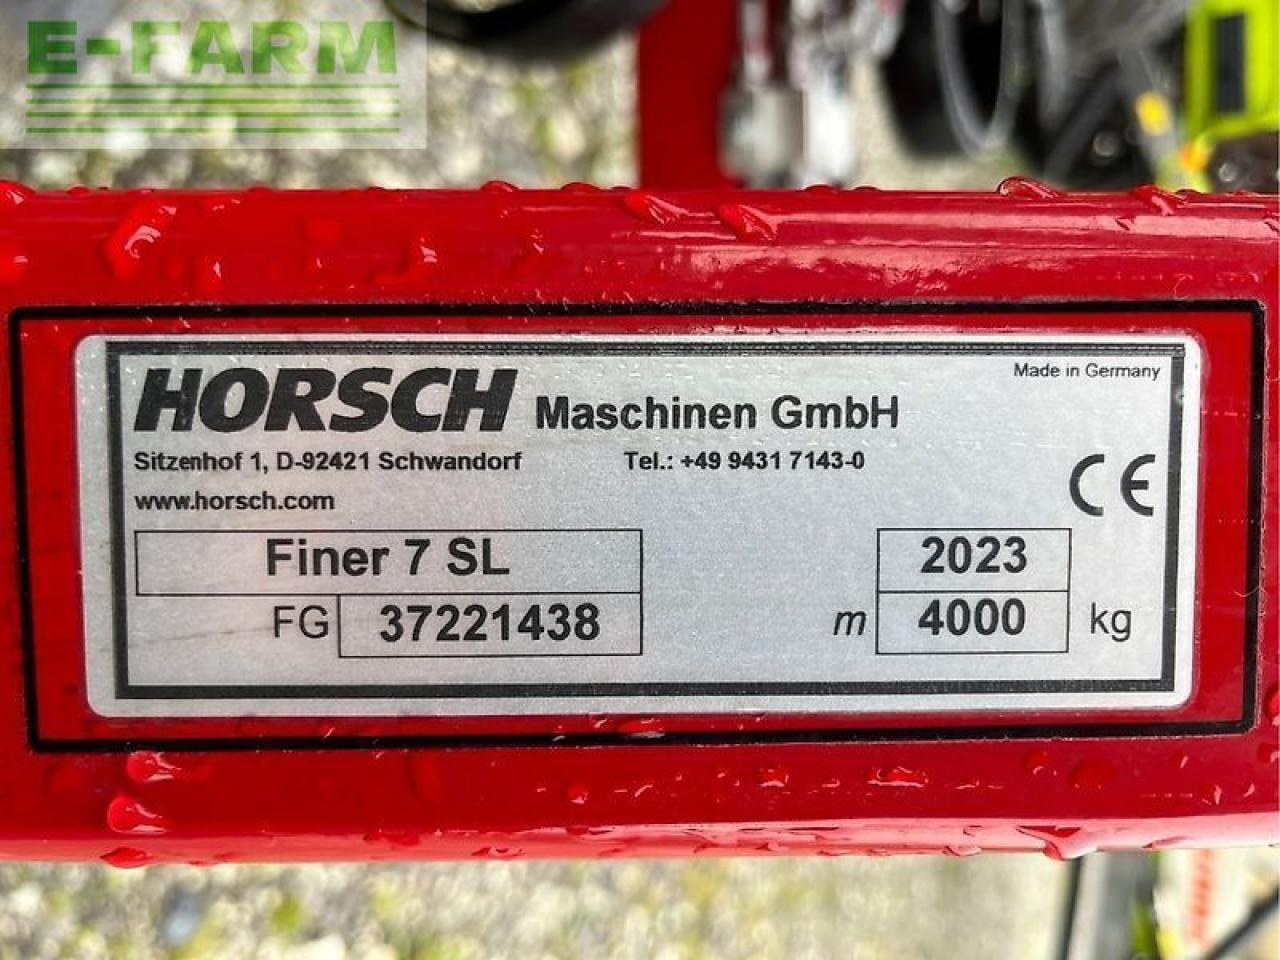 E-FARM
HORSCH Maschinen GmbH
Made in Germany
Sitzenhof 1, D-92421 Schwandorf Tel.: +49 9431 7143-0
www.horsch.com
CE
Finer 7 SL 2023
FG 37221438 m 4000 kg